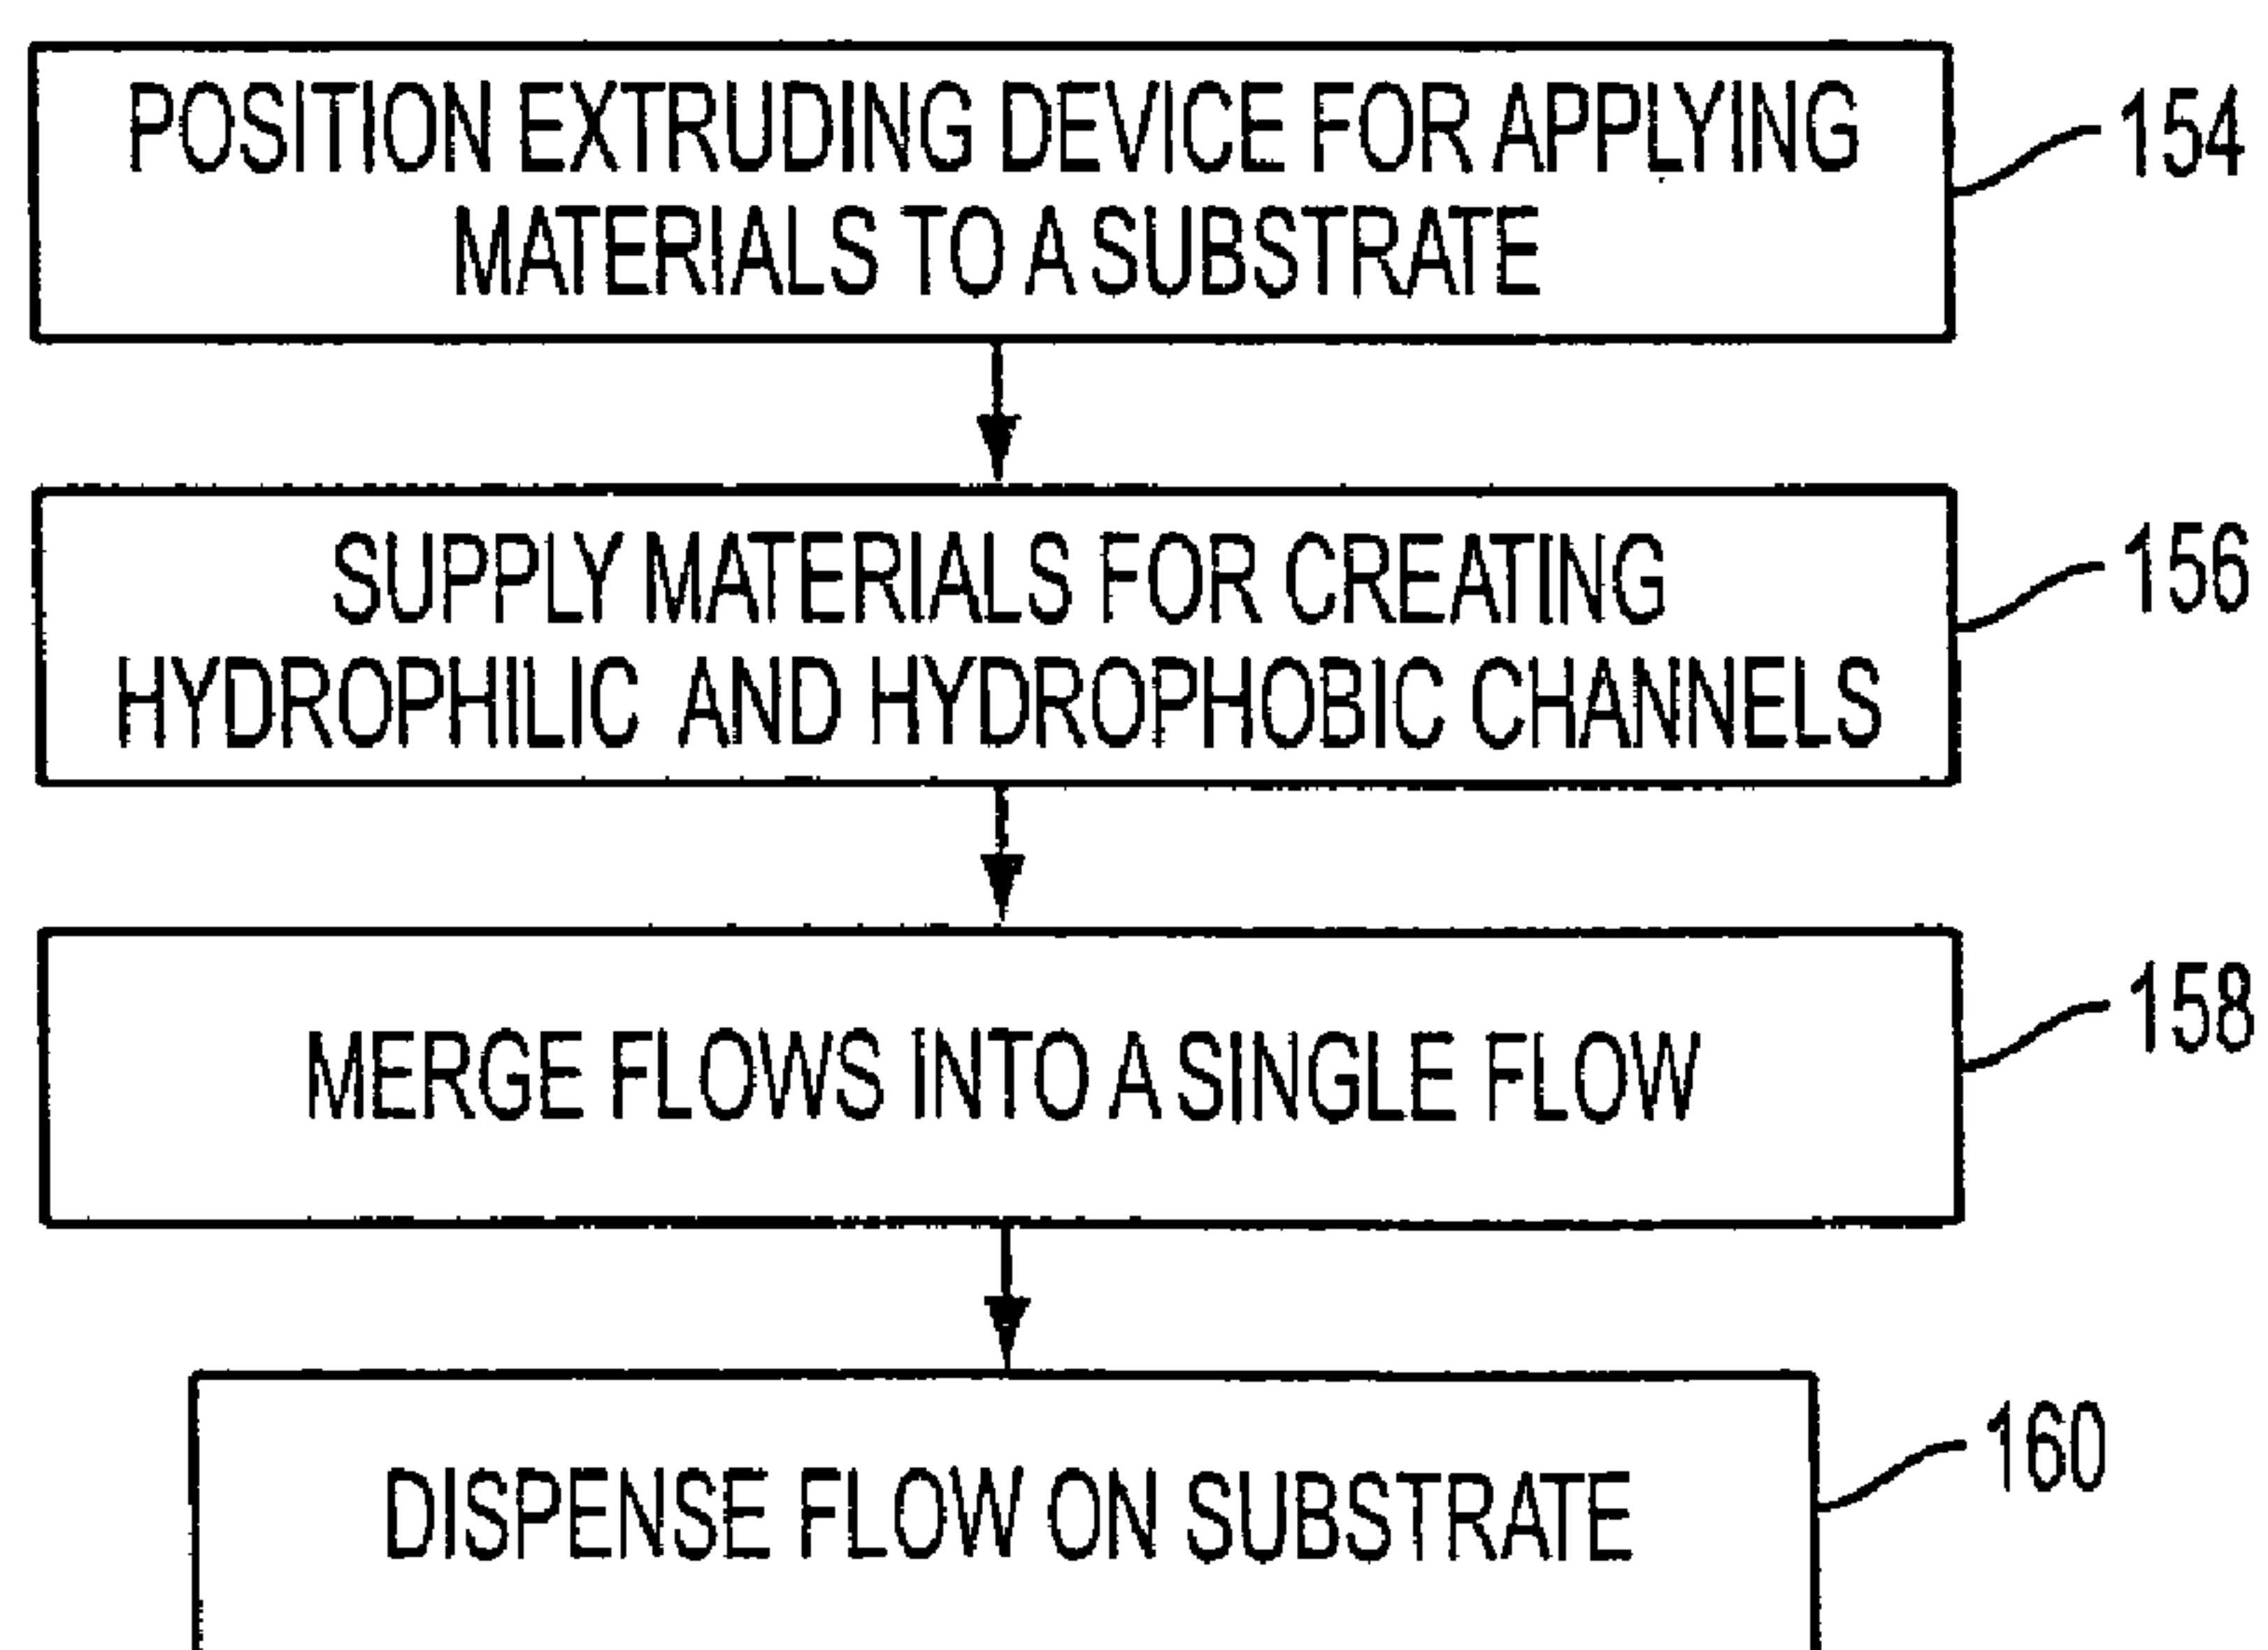 POSITION EXTRUDING DEVICE FOR APPLYING
MATERIALS TO A SUBSTRATE
154
SUPPLY MATERIALS FOR CREATING
HYDROPHILIC AND HYDROPHOBIC CHANNELS
156
MERGE FLOWS INTO A SINGLE FLOW
158
DISPENSE FLOW ON SUBSTRATE
160